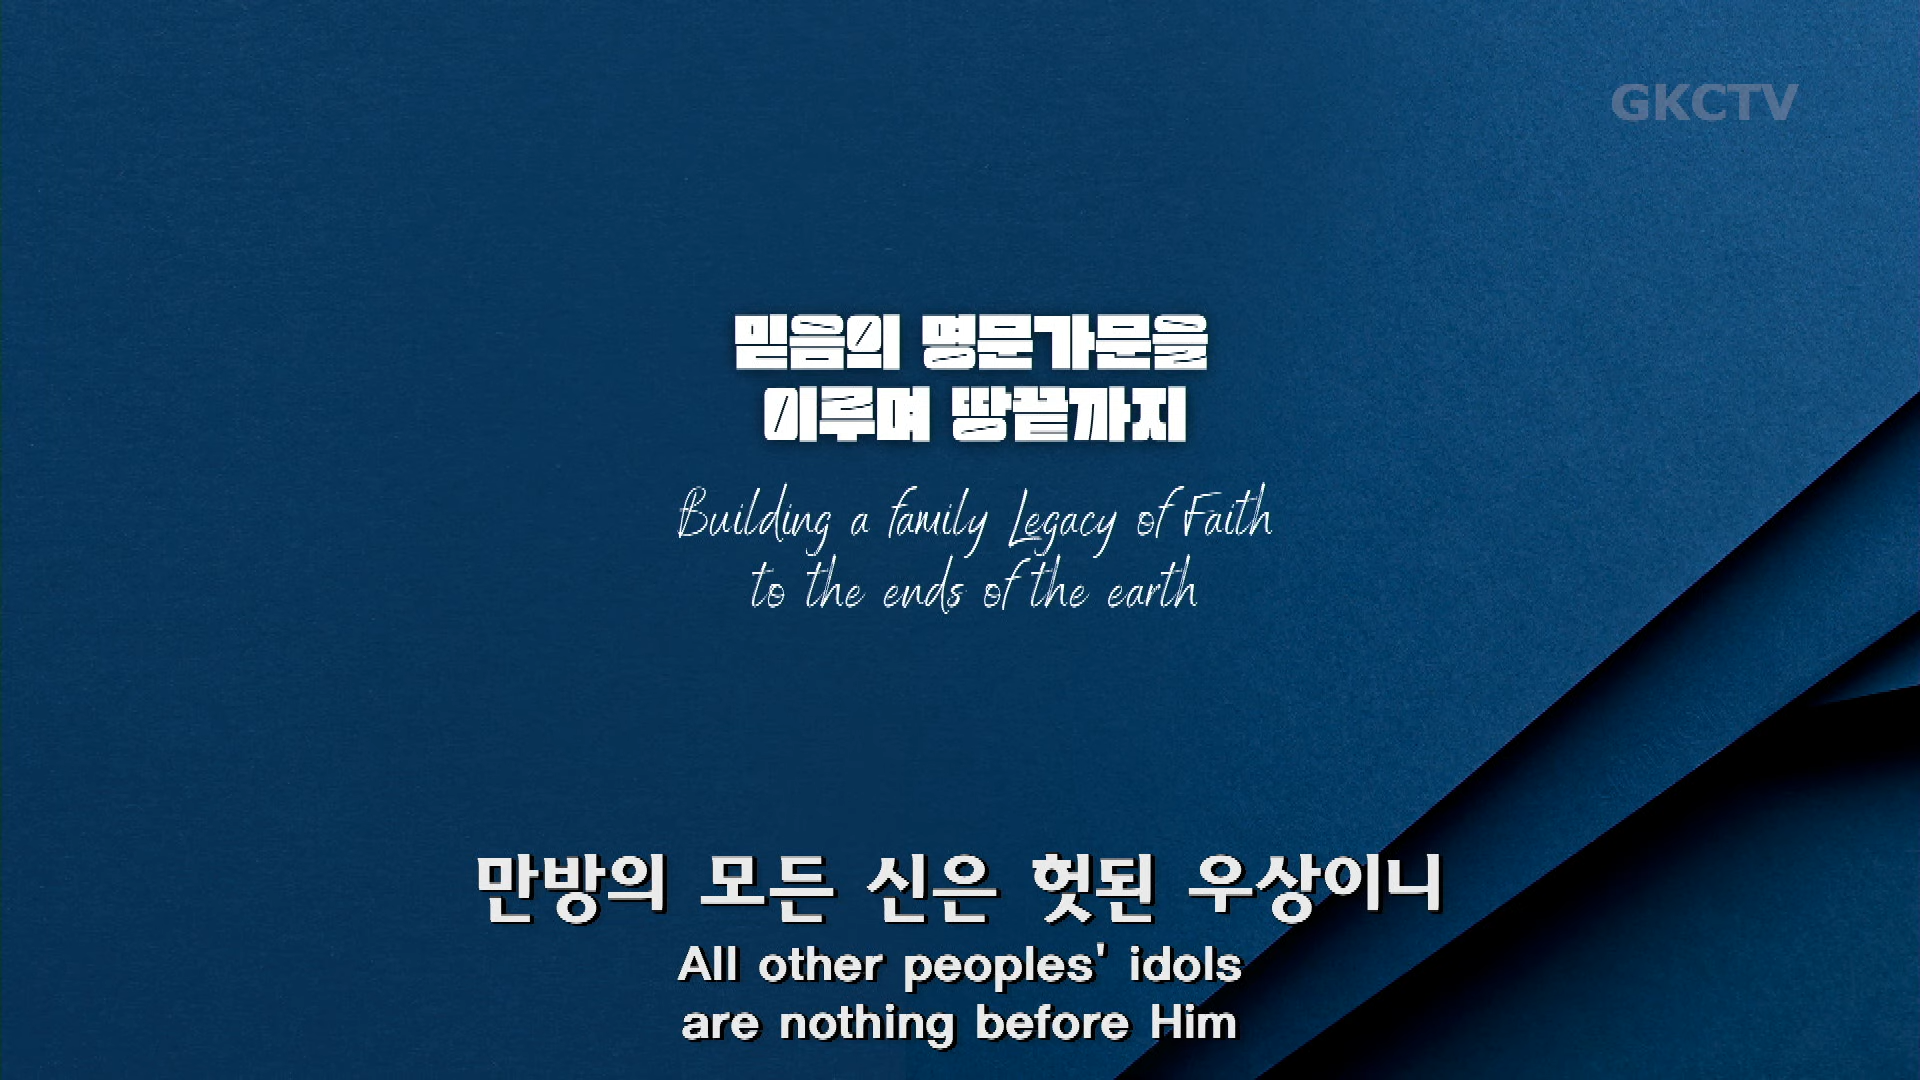 GKCTV
믿음의 명문가문을
이루며 땅끝까지
Building a family Legacy of Faith
to the ends of the earth
만방의 모든 신은 헛된 우상이니
All other peoples' idols
are nothing before Him